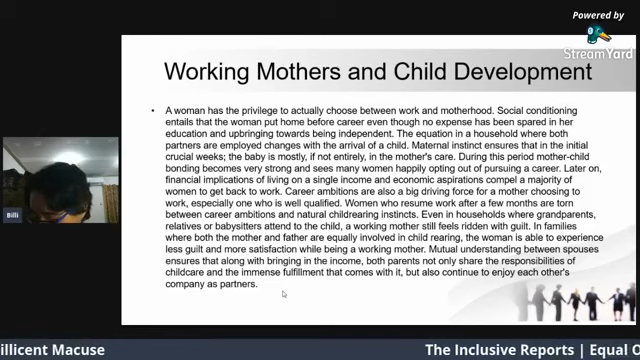 Powered by
StreamYard
Working Mothers and Child Development
• A woman has the privilege to actually choose between work and motherhood. Social conditioning
entails that the woman put home before career even though no expense has been spared in her
education and upbringing towards being independent. The equation in a household where both
partners are employed changes with the arrival of a child. Maternal instinct ensures that in the initial
crucial weeks; the baby is mostly, if not entirely, in the mother's care. During this period mother-child
bonding becomes very strong and sees many women happily opting out of pursuing a career. Later on,
financial implications of living on a single income and economic aspirations compel a majority of
women to get back to work. Career ambitions are also a big driving force for a mother choosing to
work, especially one who is well qualified. Women who resume work after a few months are torn
between career ambitions and natural childrearing instincts. Even in households where grandparents,
relatives or babysitters attend to the child, a working mother still feels ridden with guilt. In families
where both the mother and father are equally involved in child rearing, the woman is able to experience
less guilt and more satisfaction while being a working mother. Mutual understanding between spouses
ensures that along with bringing in the income, both parents not only share the responsibilities of
childcare and the immense fulfillment that comes with it, but also continue to enjoy each other's
company as partners.
Billi
illicent Macuse
The Inclusive Reports | Equal O